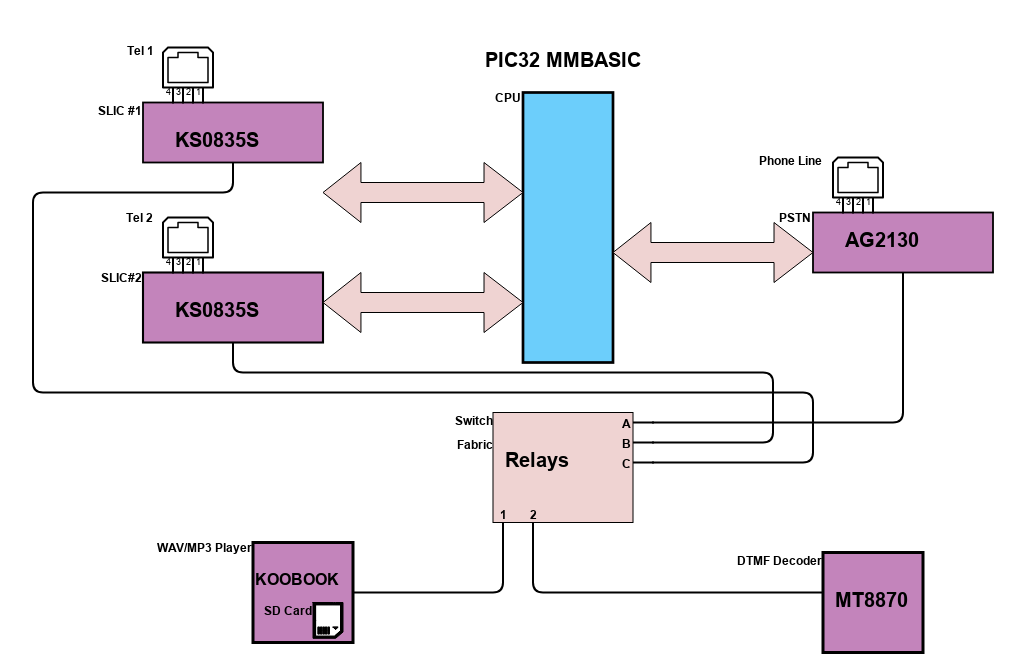 PIC32 MMBASIC
Tel 1
4 3 2 1
SLIC #1
KS0835S
CPU
Phone Line
4 3 2 1
PSTN
AG2130
Tel 2
4 3 2 1
SLIC#2
KS0835S
Switch
Fabric
Relays
A
B
C
1 2
WAV/MP3 Player
KOOBOOK
SD Card
DTMF Decoder
MT8870